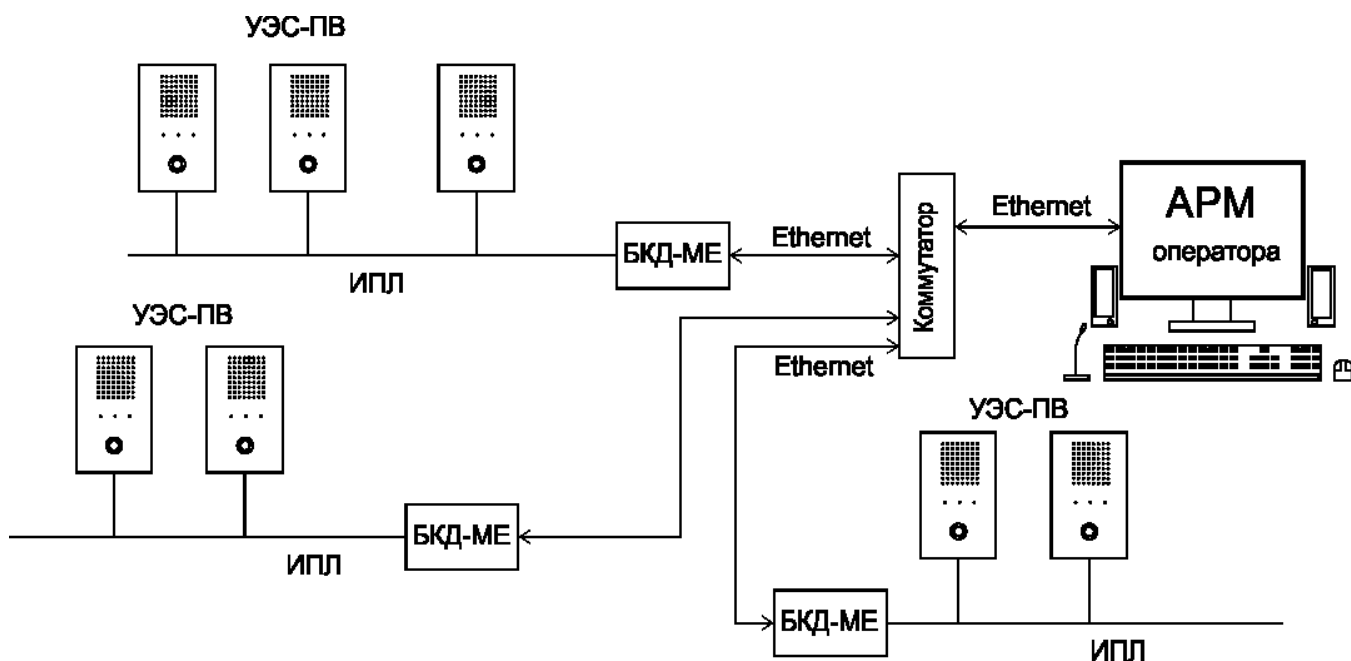 УЭС-ПВ
АРМ
оператора
Ethernet
Коммутатор
Ethernet
БКД-МЕ
ИПЛ
УЭС-ПВ
Ethernet
УЭС-ПВ
БКД-МЕ
ИПЛ
БКД-МЕ
ИПЛ